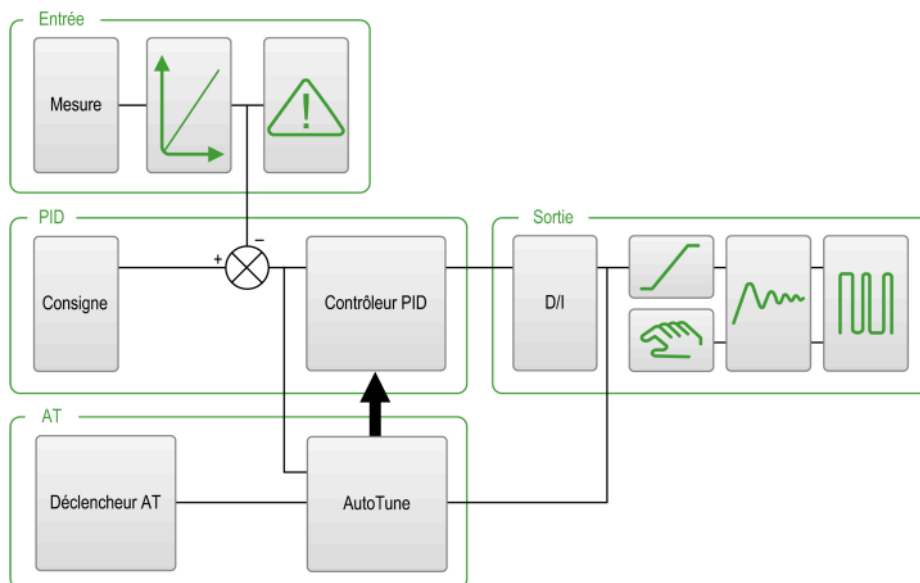 Entrée
Mesure
PID
Sortie
−
+
Consigne
Contrôleur PID
D/I
AT
Déclencheur AT
AutoTune